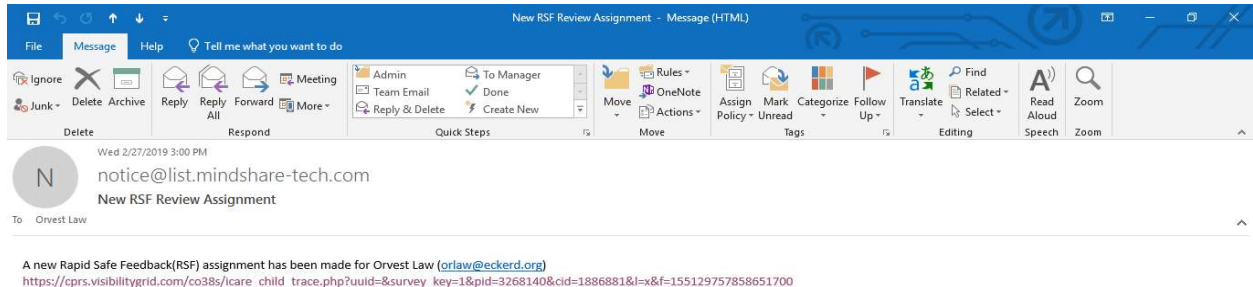 New RSF Review Assignment - Message (HTML)
File Message Help Tell me what you want to do
Ignore
Junk
Delete Archive
Delete
Reply Reply All Forward
Meeting
More
Respond
Admin To Manager
Team Email Done
Reply & Delete Create New
Quick Steps
Move
Rules
OneNote
Actions
Move
Assign Policy Mark Unread Categorize Follow Up
Tags
Translate
Find
Related
Select
Editing
Read Aloud
Speech
Zoom
Zoom
Wed 2/27/2019 3:00 PM
N
notice@list.mindshare-tech.com
New RSF Review Assignment
To Orvest Law
A new Rapid Safe Feedback(RSF) assignment has been made for Orvest Law (orlaw@eckerd.org)
https://cprs.visibilitygrid.com/co38s/icare_child_trace.php?uuid=&survey_key=1&pid=3268140&cid=1886881&l=x&f=155129757858651700